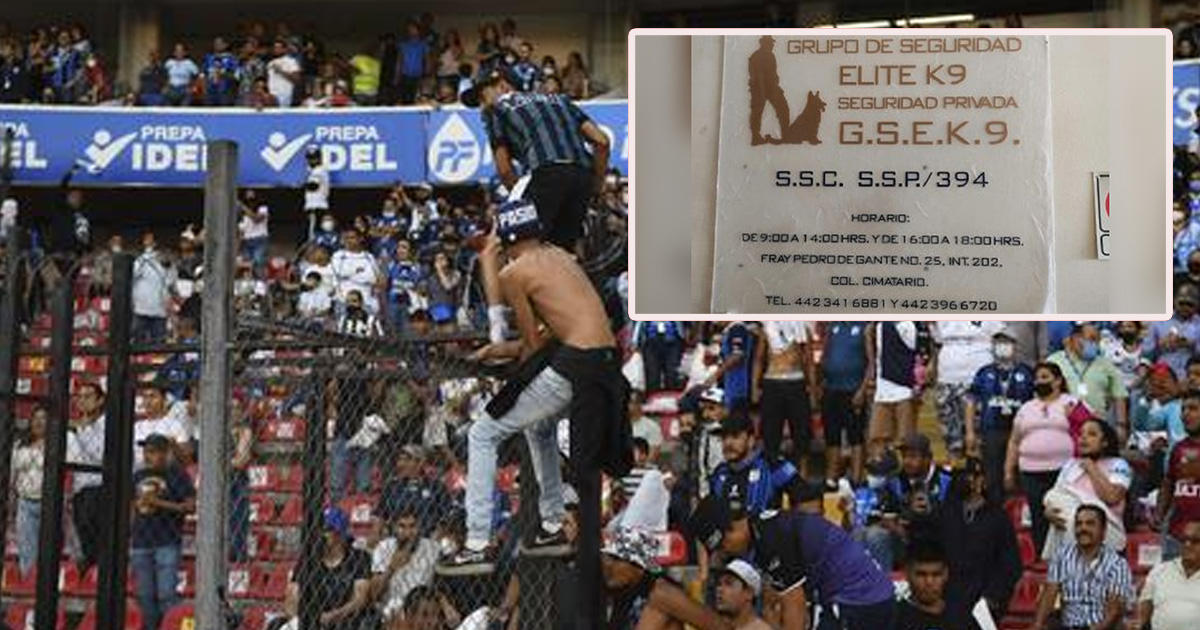 PREPA
IDEL
PREPA
IDEL
PF
PASIÓ
GRUPO DE SEGURIDAD
ELITE K9
SEGURIDAD PRIVADA
G.S.E.K.9.
S.S.C. S.S.P./394
HORARIO:
DE 9:00 A 14:00 HRS. Y DE 16:00 A 18:00 HRS.
FRAY PEDRO DE GANTE NO. 25, INT. 202,
COL. CIMATARIO.
TEL. 442 341 6881 Y 442 396 6720